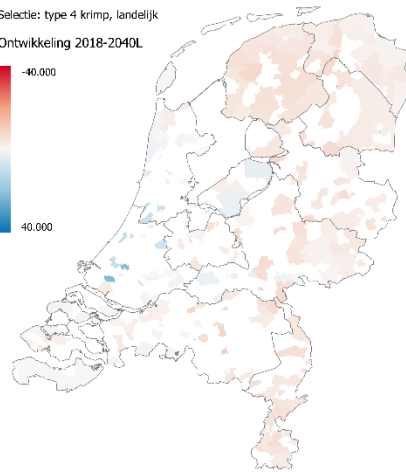 Selectie: type 4 krimp, landelijk
Ontwikkeling 2018-2040L
-40.000
40.000